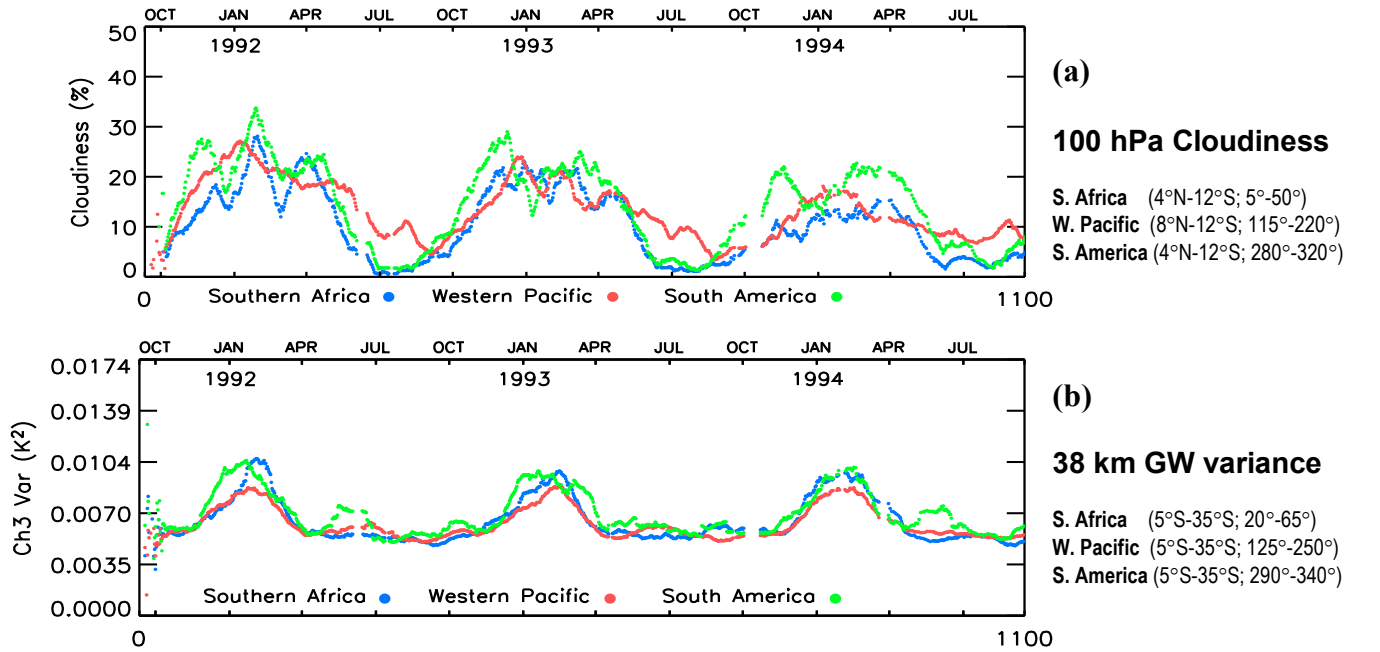 OCT JAN APR JUL OCT JAN APR JUL OCT JAN APR JUL
1992 1993 1994
50
40
30
20
10
0
Cloudiness (%)
0 1100
Southern Africa Western Pacific South America
(a)
100 hPa Cloudiness
S. Africa (4°N-12°S; 5°-50°)
W. Pacific (8°N-12°S; 115°-220°)
S. America (4°N-12°S; 280°-320°)
OCT JAN APR JUL OCT JAN APR JUL OCT JAN APR JUL
1992 1993 1994
0.0174
0.0139
0.0104
0.0070
0.0035
0.0000
Ch3 Var (K²)
Southern Africa Western Pacific South America
0 1100
(b)
38 km GW variance
S. Africa (5°S-35°S; 20°-65°)
W. Pacific (5°S-35°S; 125°-250°)
S. America (5°S-35°S; 290°-340°)